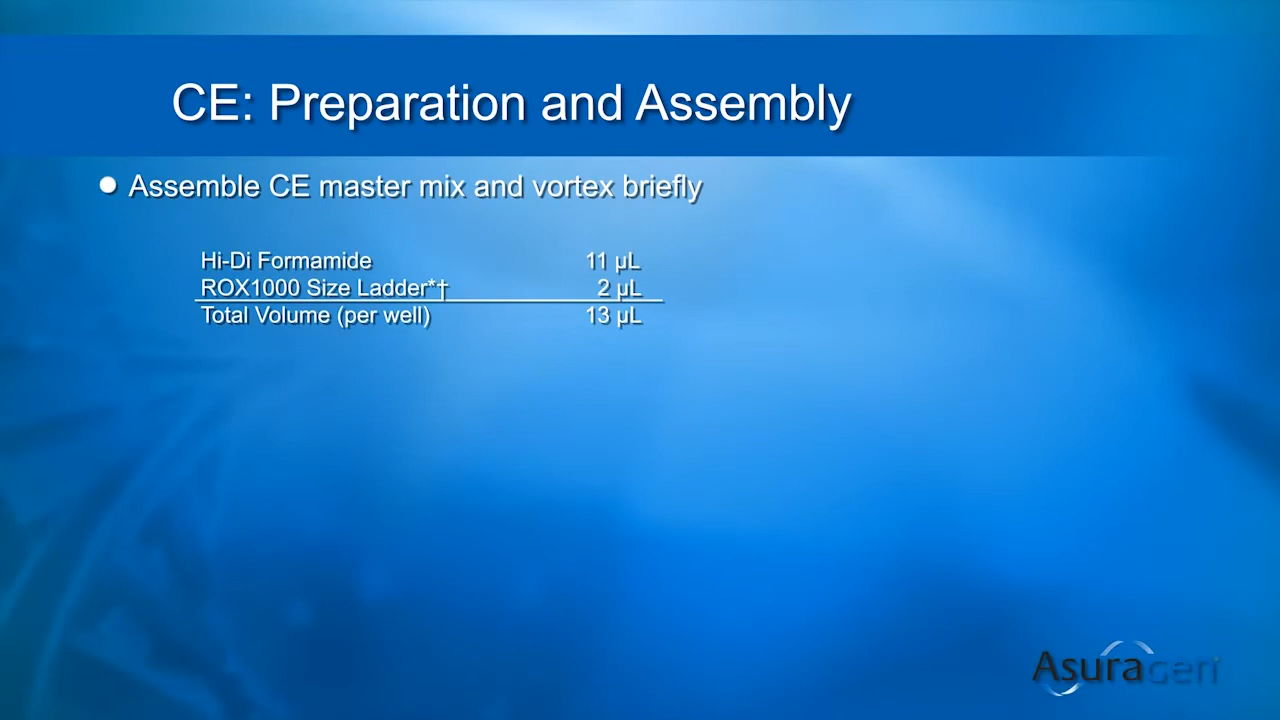 CE: Preparation and Assembly
Assemble CE master mix and vortex briefly
Hi-Di Formamide 11 µL
ROX1000 Size Ladder*† 2 µL
Total Volume (per well) 13 µL
Asuragen